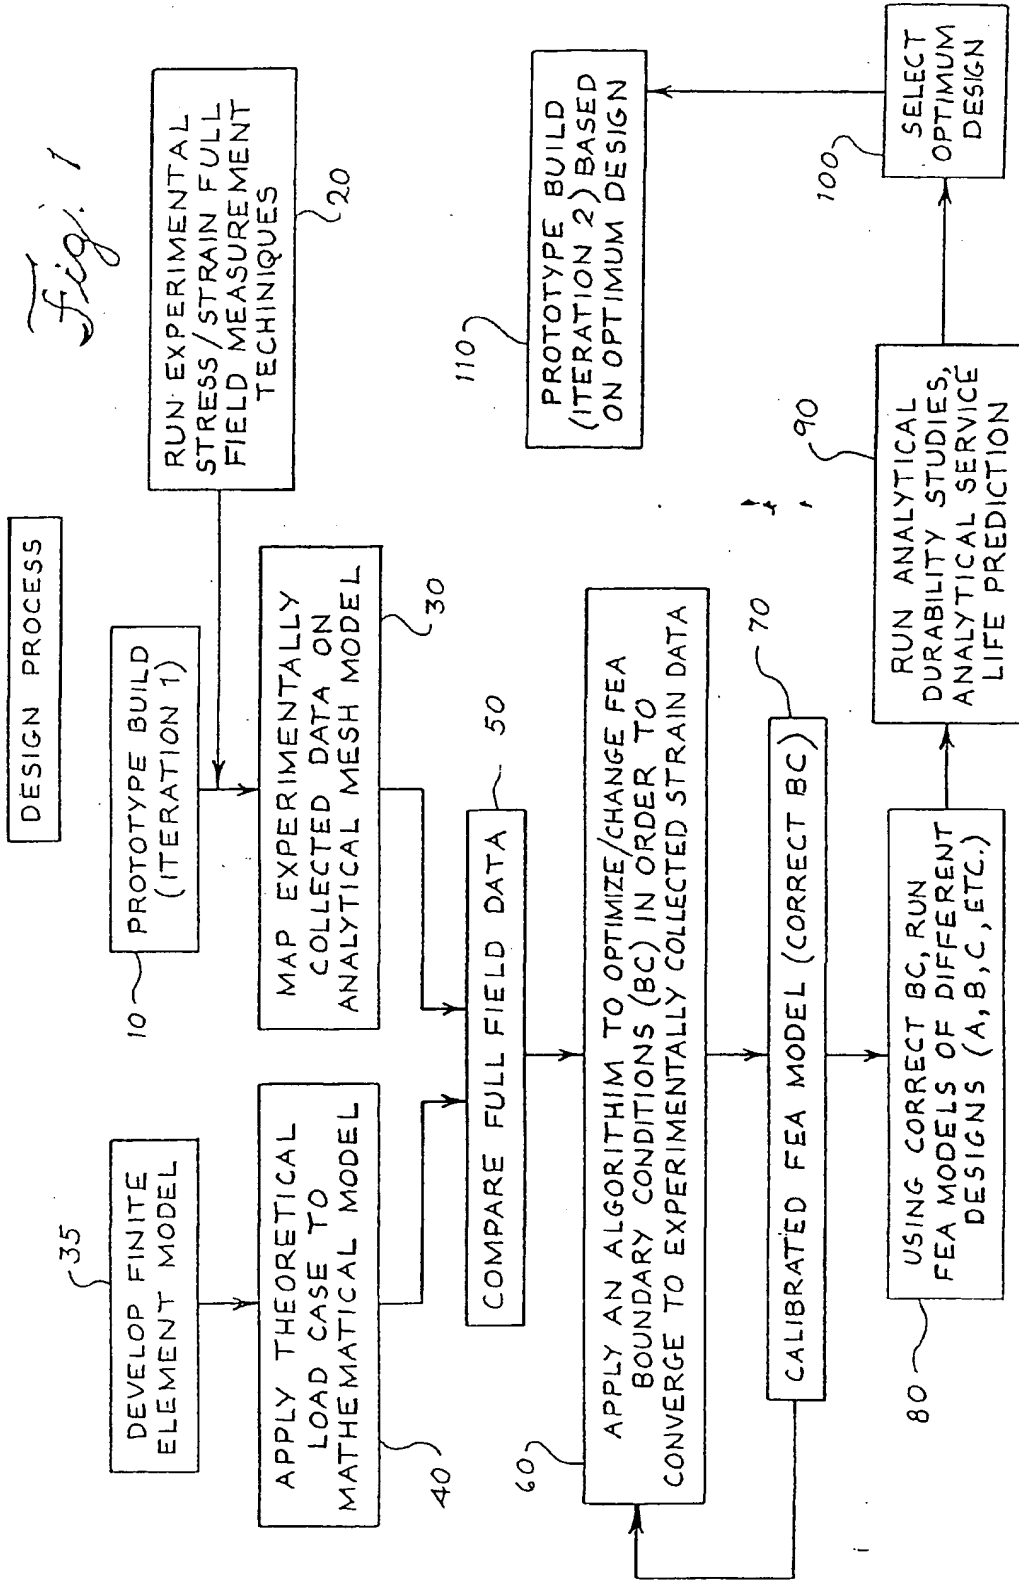 Fig. 1
DESIGN PROCESS
35
DEVELOP FINITE
ELEMENT MODEL
10
PROTOTYPE BUILD
(ITERATION 1)
RUN EXPERIMENTAL
STRESS/STRAIN FULL
FIELD MEASUREMENT
TECHINIQUES
20
APPLY THEORETICAL
LOAD CASE TO
MATHEMATICAL MODEL
40
MAP EXPERIMENTALLY
COLLECTED DATA ON
ANALYTICAL MESH MODEL
30
COMPARE FULL FIELD DATA
50
60
APPLY AN ALGORITHIM TO OPTIMIZE/CHANGE FEA
BOUNDARY CONDITIONS (BC) IN ORDER TO
CONVERGE TO EXPERIMENTALLY COLLECTED STRAIN DATA
CALIBRATED FEA MODEL (CORRECT BC)
70
80
USING CORRECT BC, RUN
FEA MODELS OF DIFFERENT
DESIGNS (A, B, C, ETC.)
90
RUN ANALYTICAL
DURABILITY STUDIES,
ANALYTICAL SERVICE
LIFE PREDICTION
100
SELECT
OPTIMUM
DESIGN
110
PROTOTYPE BUILD
(ITERATION 2) BASED
ON OPTIMUM DESIGN